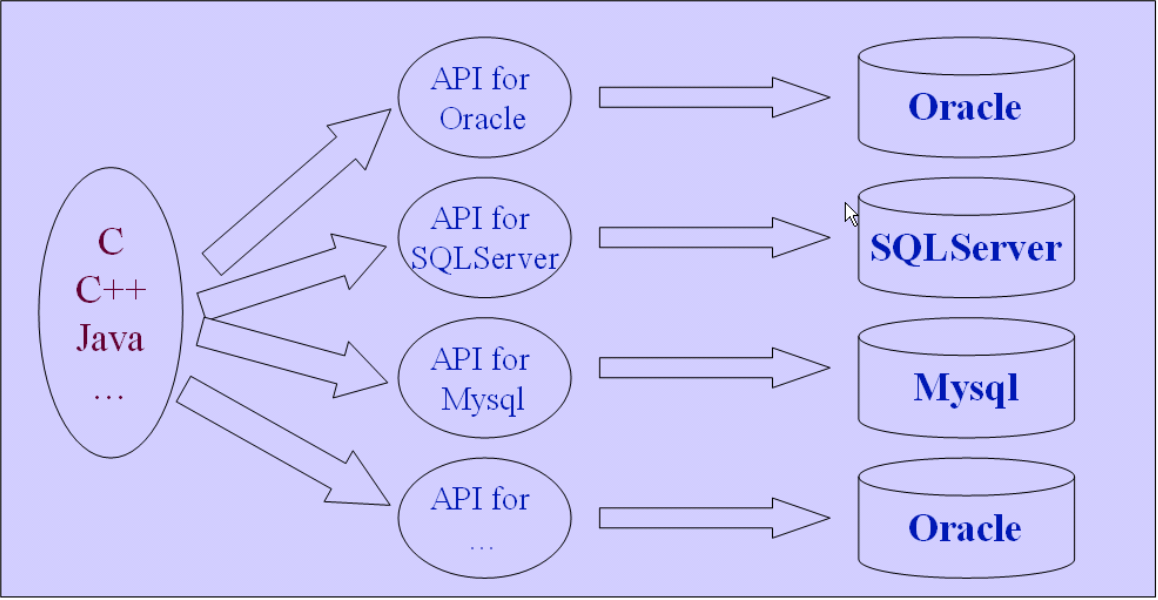 C
C++
Java
…
API for
Oracle
API for
SQLServer
API for
Mysql
API for
…
Oracle
SQLServer
Mysql
Oracle